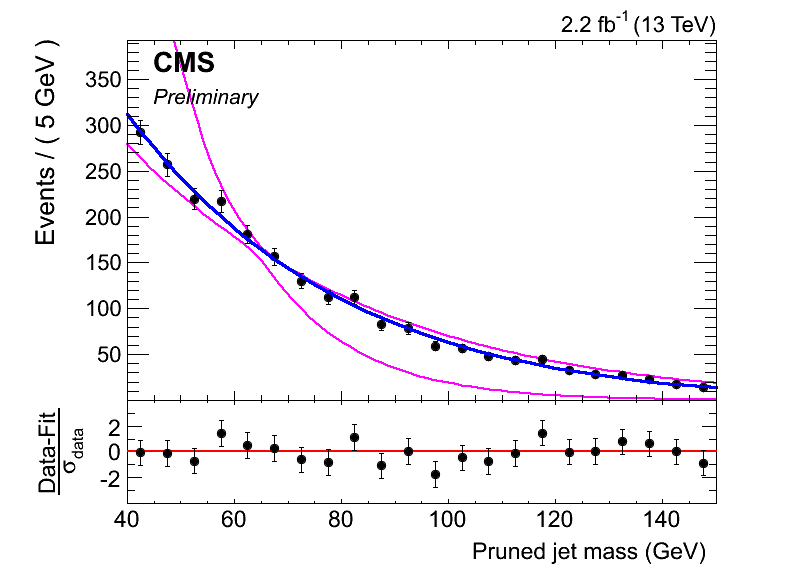 2.2 fb-1 (13 TeV)
CMS
Preliminary
Events / ( 5 GeV )
350
300
250
200
150
100
50
Data-Fit
σdata
2
0
-2
40 60 80 100 120 140
Pruned jet mass (GeV)